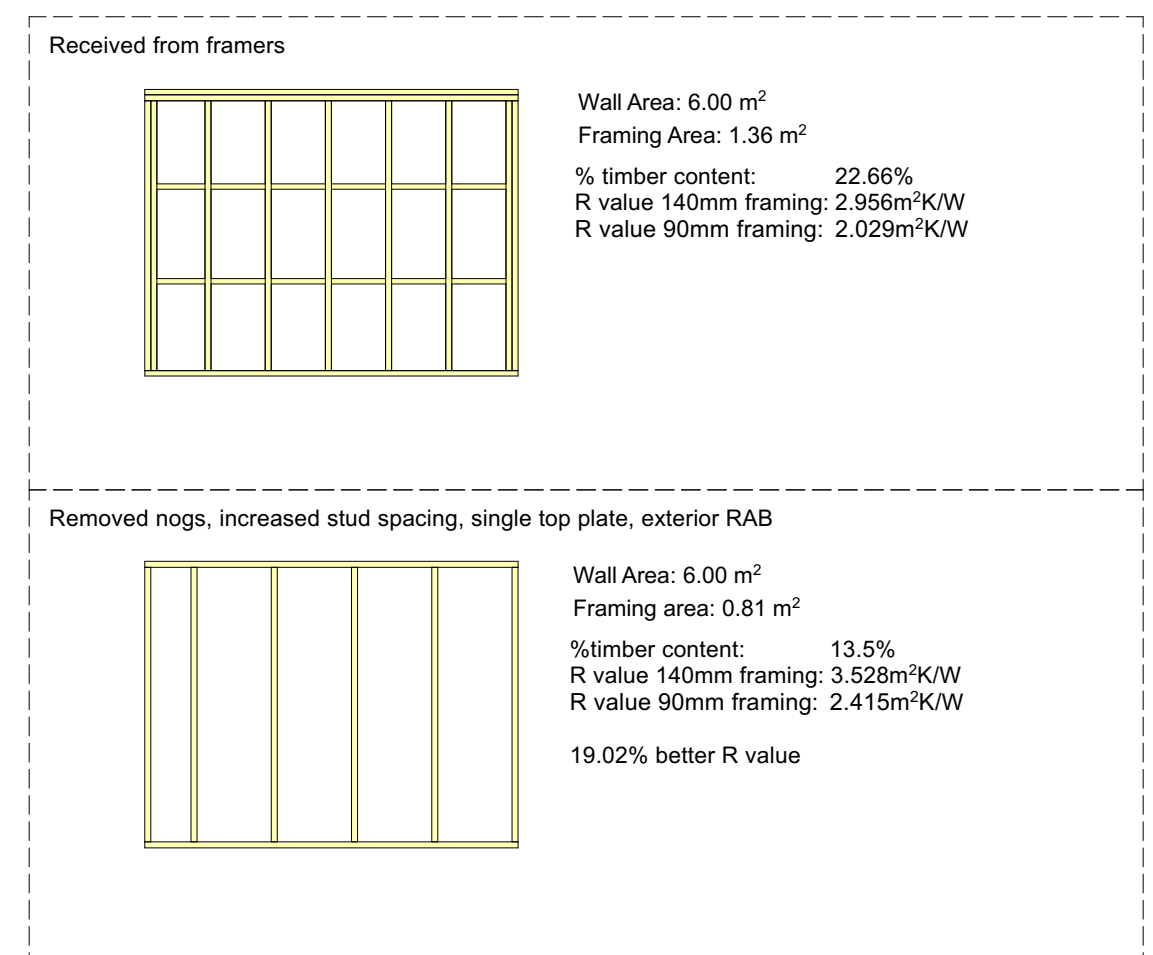 Received from framers
Wall Area: 6.00 m²
Framing Area: 1.36 m²
% timber content: 22.66%
R value 140mm framing: 2.956m²K/W
R value 90mm framing: 2.029m²K/W
Removed nogs, increased stud spacing, single top plate, exterior RAB
Wall Area: 6.00 m²
Framing area: 0.81 m²
%timber content: 13.5%
R value 140mm framing: 3.528m²K/W
R value 90mm framing: 2.415m²K/W
19.02% better R value